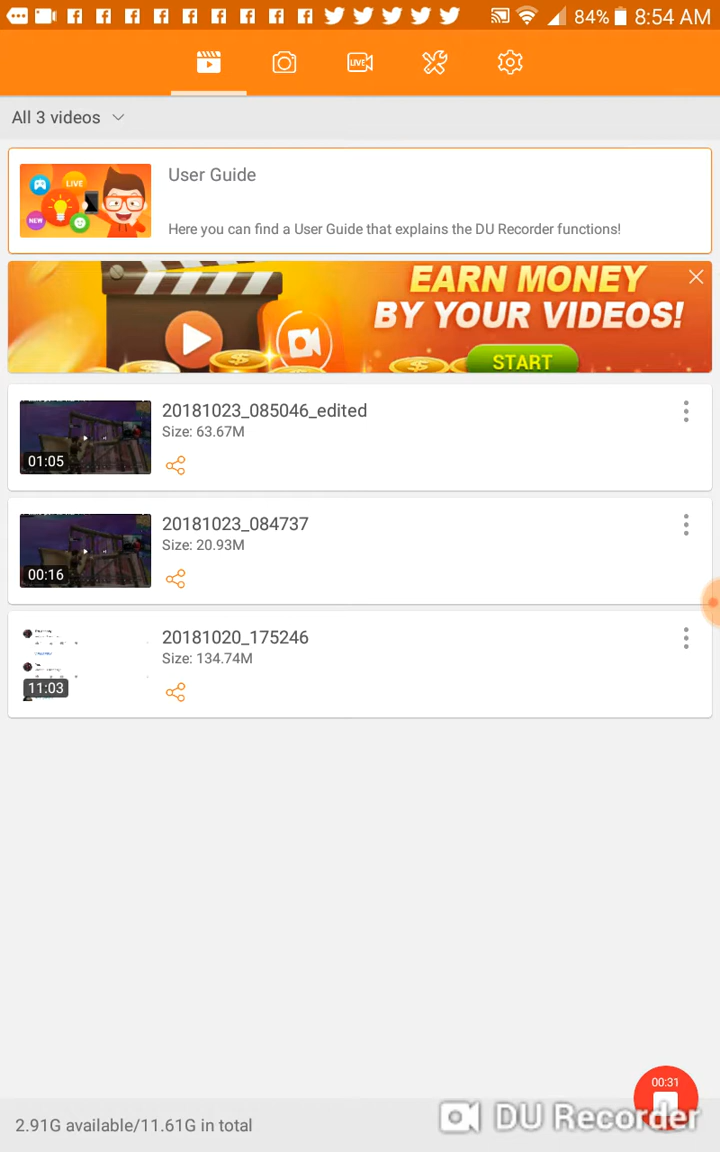 84% 8:54 AM
LIVE
All 3 videos
LIVE
NEW
User Guide
Here you can find a User Guide that explains the DU Recorder functions!
EARN MONEY
BY YOUR VIDEOS!
START
20181023_085046_edited
Size: 63.67M
01:05
20181023_084737
Size: 20.93M
00:16
20181020_175246
Size: 134.74M
11:03
00:31
2.91G available/11.61G in total
DU Recorder